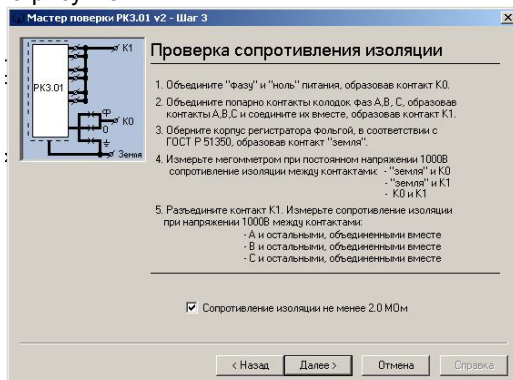 Мастер поверки РК3.01 v2 - Шаг 3
К1
РК3.01
Ф
К0
0
Земля
Проверка сопротивления изоляции
1. Объедините "фазу" и "ноль" питания, образовав контакт К0.
2. Объедините попарно контакты колодок фаз А,В, С, образовав
контакты А,В,С и соедините их вместе, образовав контакт К1.
3. Оберните корпус регистратора фольгой, в соответствии с
ГОСТ Р 51350, образовав контакт "земля".
4. Измерьте мегомметром при постоянном напряжении 1000В
сопротивление изоляции между контактами: - "земля" и К0
- "земля" и К1
- К0 и К1
5. Разъедините контакт К1. Измерьте сопротивление изоляции
при напряжении 1000В между контактами:
- А и остальными, объединенными вместе
- В и остальными, объединенными вместе
- С и остальными, объединенными вместе
Сопротивление изоляции не менее 2.0 МОм
< Назад
Далее >
Отмена
Справка